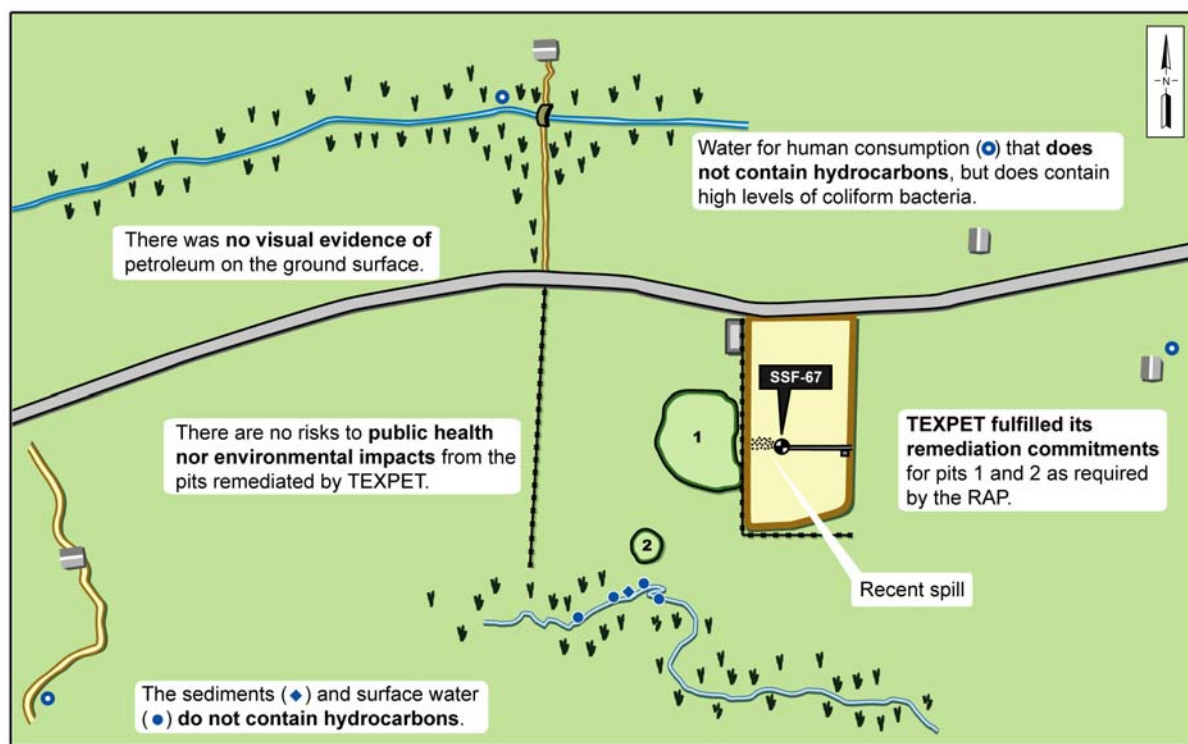 N
Water for human consumption ( ) that does
not contain hydrocarbons, but does contain
high levels of coliform bacteria.
There was no visual evidence of
petroleum on the ground surface.
SSF-67
1
There are no risks to public health
nor environmental impacts from the
pits remediated by TEXPET.
TEXPET fulfilled its
remediation commitments
for pits 1 and 2 as required
by the RAP.
2
Recent spill
The sediments (◆) and surface water
(●) do not contain hydrocarbons.